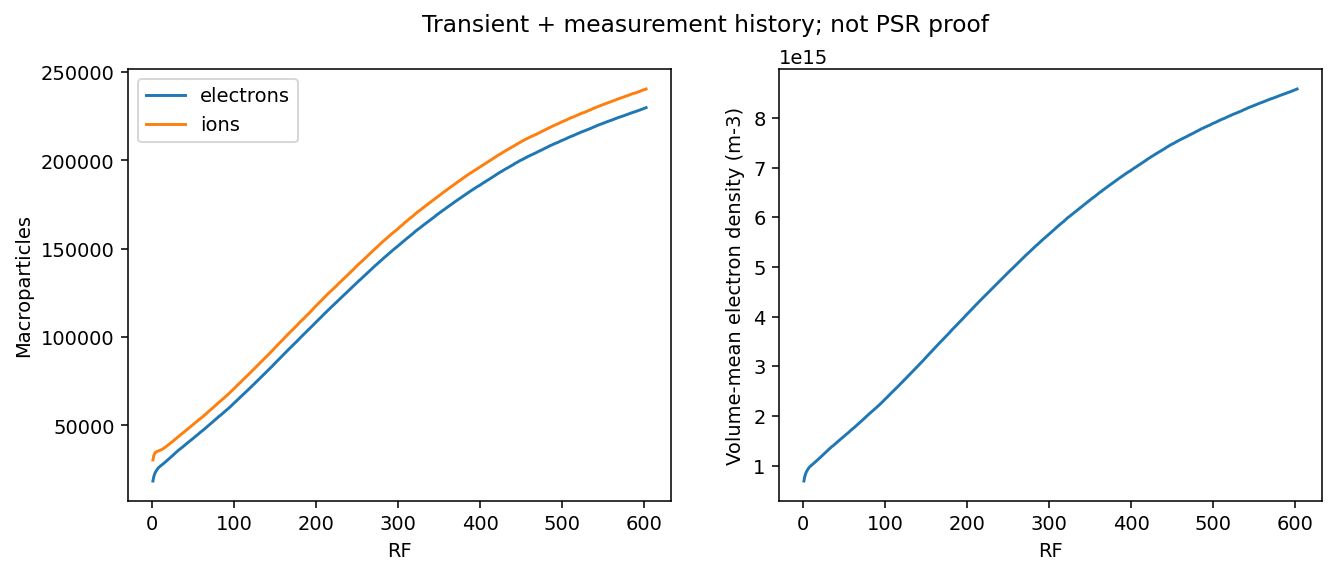 Transient + measurement history; not PSR proof
250000
200000
150000
100000
50000
Macroparticles
electrons
ions
0 100 200 300 400 500 600
RF
1e15
8
7
6
5
4
3
2
1
Volume-mean electron density (m-3)
0 100 200 300 400 500 600
RF